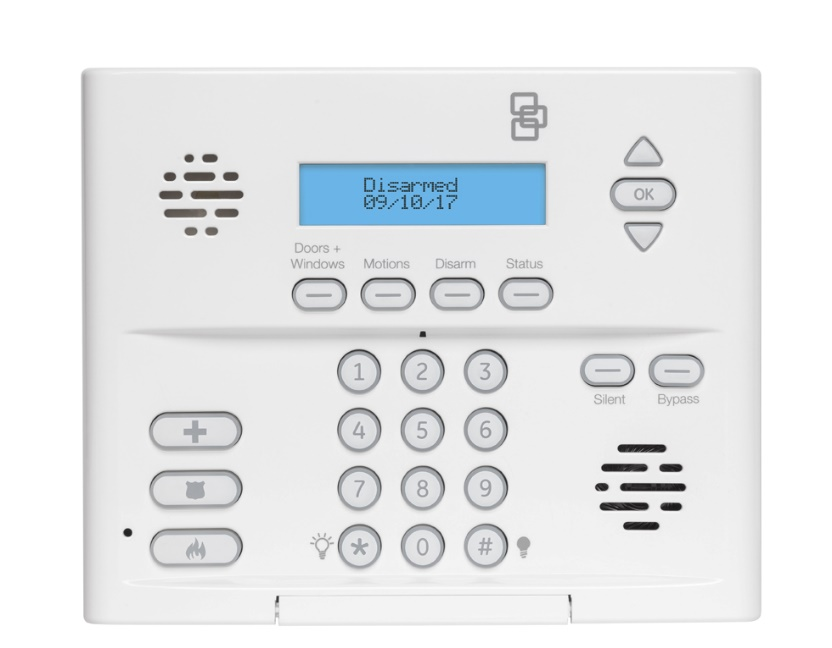 Disarmed
09/10/17
OK
Doors +
Windows Motions Disarm Status
1 2 3
Silent Bypass
4 5 6
7 8 9
* 0 #